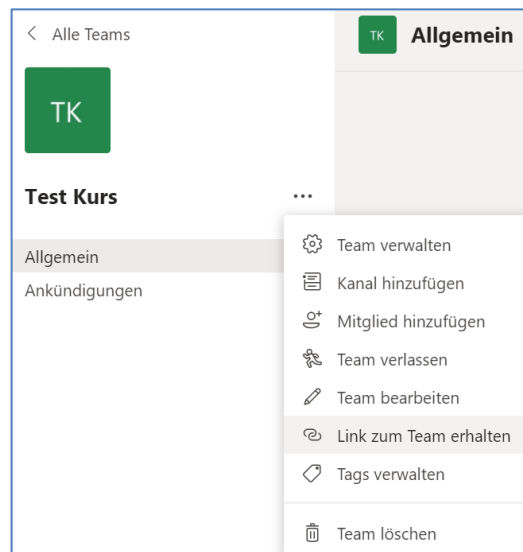 Alle Teams
TK
Test Kurs
Allgemein
Ankündigungen
TK Allgemein
Team verwalten
Kanal hinzufügen
Mitglied hinzufügen
Team verlassen
Team bearbeiten
Link zum Team erhalten
Tags verwalten
Team löschen